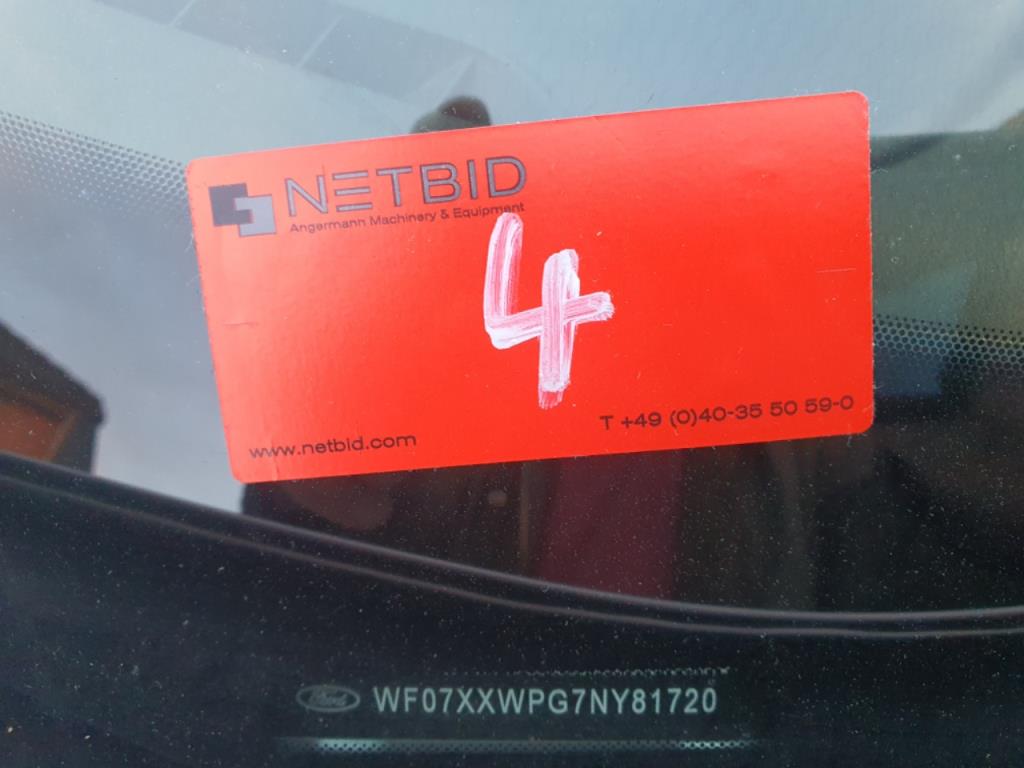 NETBID
Angermann Machinery & Equipment
4
www.netbid.com
T +49 (0)40-35 50 59-0
Ford
WF07XXWPG7NY81720